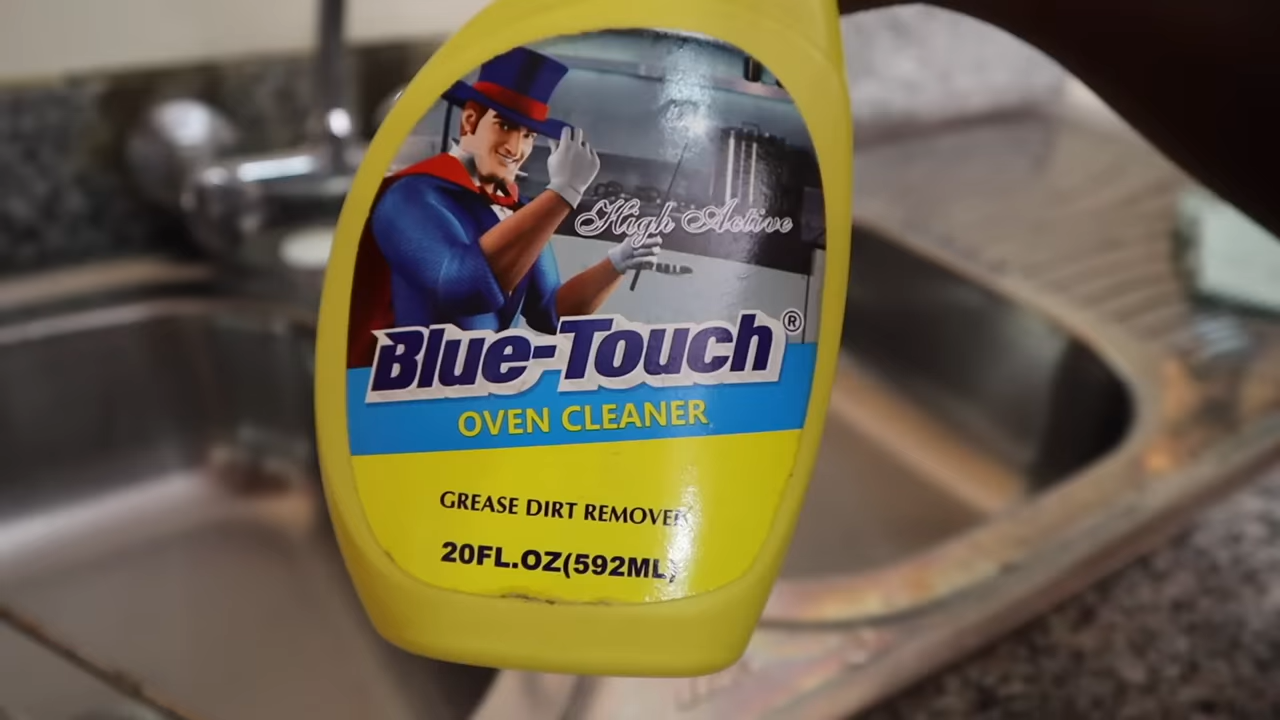 High Active
Blue-Touch®
OVEN CLEANER
GREASE DIRT REMOVER
20FL.OZ(592ML)